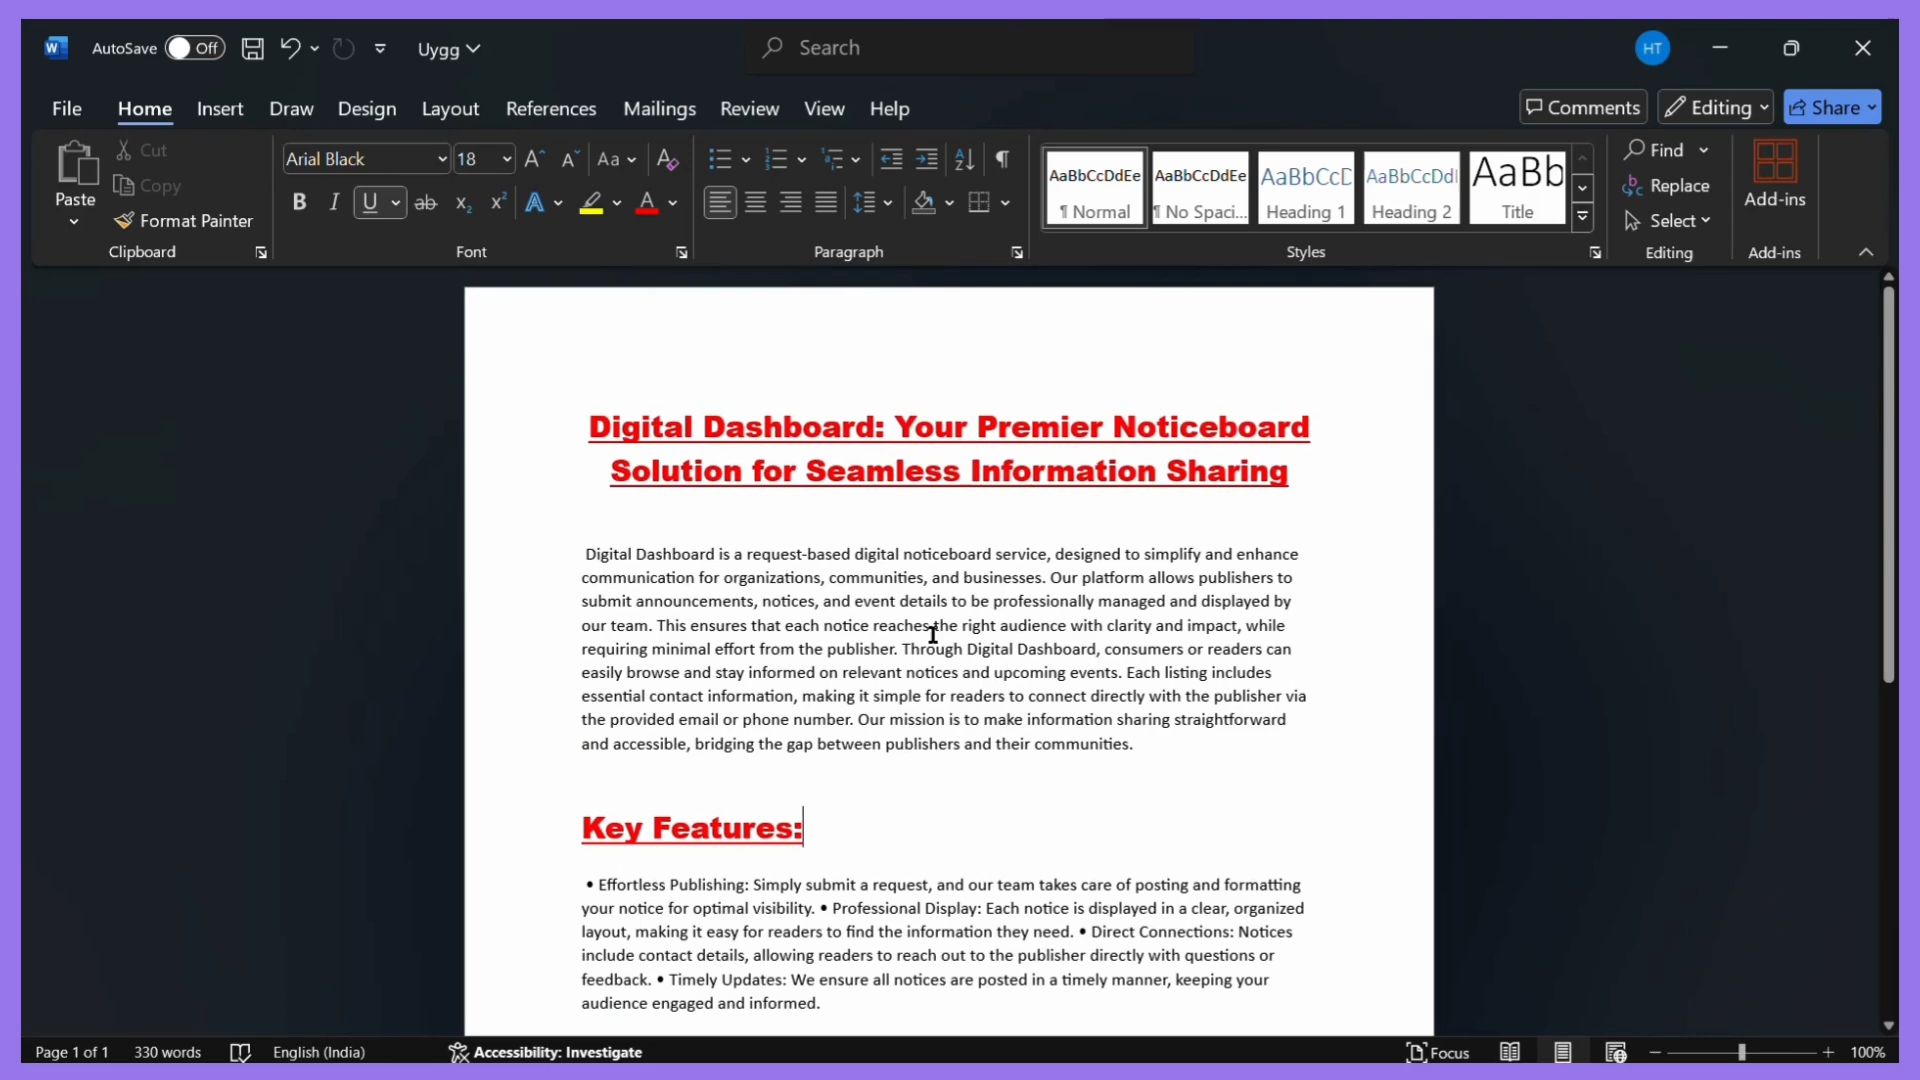 W AutoSave Off Uygg Search HT
File Home Insert Draw Design Layout References Mailings Review View Help Comments Editing Share
Paste Cut Copy Format Painter
Clipboard
Arial Black 18 Aa
B I U ab x₂ x² A A
Font
Paragraph
AaBbCcDdEe AaBbCcDdEe AaBbCcD AaBbCcDdI AaBb
¶ Normal ¶ No Spaci... Heading 1 Heading 2 Title
Styles
Find
Replace
Select
Editing
Add-ins
Add-ins
Digital Dashboard: Your Premier Noticeboard
Solution for Seamless Information Sharing
Digital Dashboard is a request-based digital noticeboard service, designed to simplify and enhance
communication for organizations, communities, and businesses. Our platform allows publishers to
submit announcements, notices, and event details to be professionally managed and displayed by
our team. This ensures that each notice reaches the right audience with clarity and impact, while
requiring minimal effort from the publisher. Through Digital Dashboard, consumers or readers can
easily browse and stay informed on relevant notices and upcoming events. Each listing includes
essential contact information, making it simple for readers to connect directly with the publisher via
the provided email or phone number. Our mission is to make information sharing straightforward
and accessible, bridging the gap between publishers and their communities.
Key Features:
• Effortless Publishing: Simply submit a request, and our team takes care of posting and formatting
your notice for optimal visibility. • Professional Display: Each notice is displayed in a clear, organized
layout, making it easy for readers to find the information they need. • Direct Connections: Notices
include contact details, allowing readers to reach out to the publisher directly with questions or
feedback. • Timely Updates: We ensure all notices are posted in a timely manner, keeping your
audience engaged and informed.
Page 1 of 1 330 words English (India) Accessibility: Investigate Focus 100%